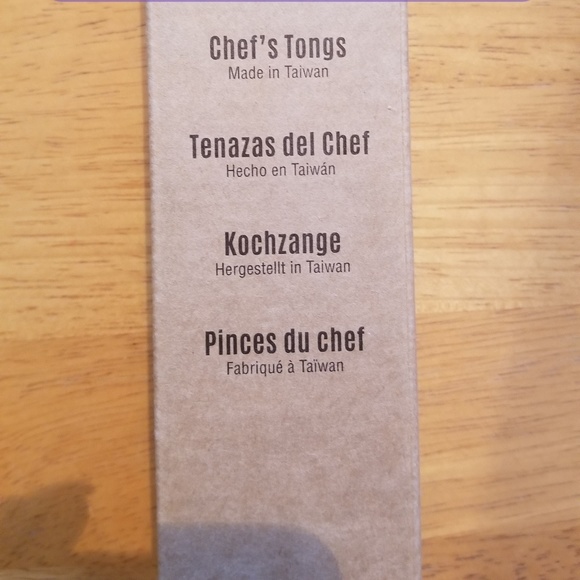 Chef's Tongs
Made in Taiwan
Tenazas del Chef
Hecho en Taiwán
Kochzange
Hergestellt in Taiwan
Pinces du chef
Fabriqué à Taïwan